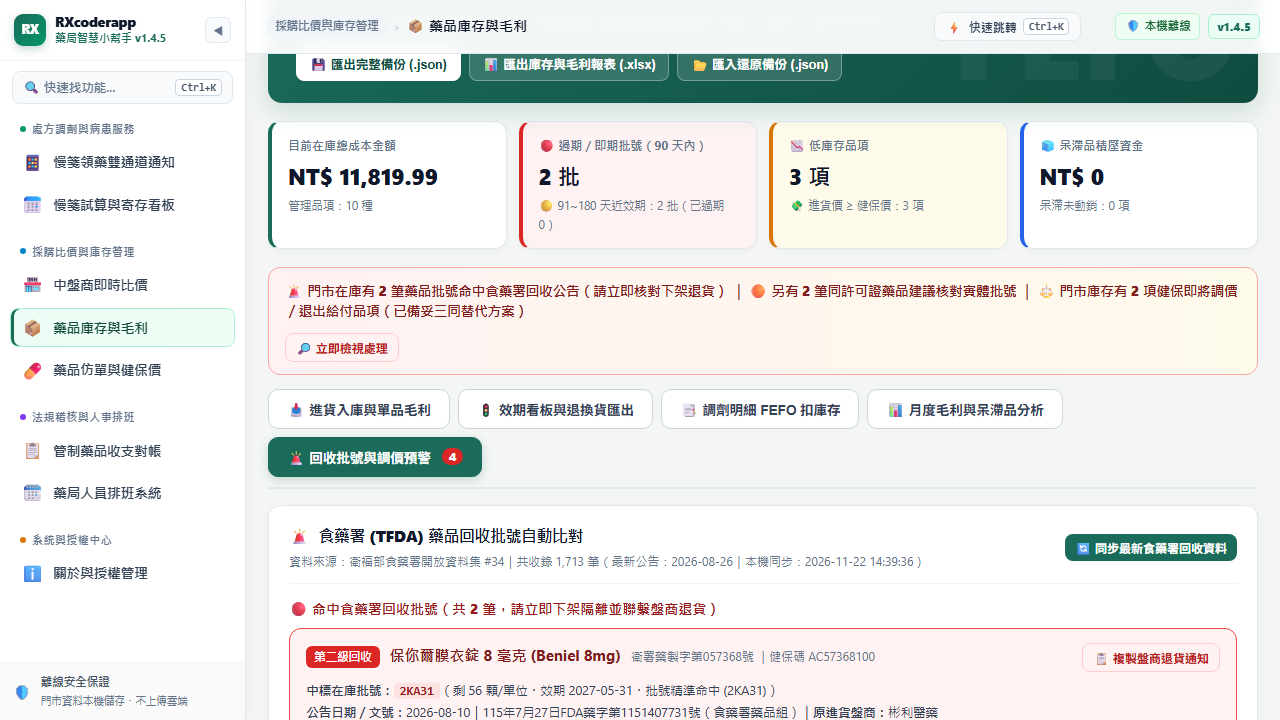 RX
RXcoderapp
藥局智慧小幫手 v1.4.5
◀
快速找功能...
Ctrl+K
處方調劑與病患服務
慢箋領藥雙通道通知
慢箋試算與寄存看板
採購比價與庫存管理
中盤商即時比價
藥品庫存與毛利
藥品仿單與健保價
法規稽核與人事排班
管制藥品收支對帳
藥局人員排班系統
系統與授權中心
關於與授權管理
離線安全保證
門市資料本機儲存 · 不上傳雲端
採購比價與庫存管理 › 藥品庫存與毛利
快速跳轉 Ctrl+K
本機離線
v1.4.5
匯出完整備份 (.json)
匯出庫存與毛利報表 (.xlsx)
匯入還原備份 (.json)
FEFO
目前在庫總成本金額
NT$ 11,819.99
管理品項：10 種
過期 / 即期批號（90 天內）
2 批
91~180 天近效期：2 批（已過期
0）
低庫存品項
3 項
進貨價 ≥ 健保價：3 項
呆滯品積壓資金
NT$ 0
呆滯未動銷：0 項
門市在庫有 2 筆藥品批號命中食藥署回收公告（請立即核對下架退貨）｜ 另有 2 筆同許可證藥品建議核對實體批號 ｜ 門市庫存有 2 項健保即將調價
/ 退出給付品項（已備妥三同替代方案）
立即檢視處理
進貨入庫與單品毛利
效期看板與退換貨匯出
調劑明細 FEFO 扣庫存
月度毛利與呆滯品分析
回收批號與調價預警 4
食藥署 (TFDA) 藥品回收批號自動比對
資料來源：衛福部食藥署開放資料集 #34｜共收錄 1,713 筆（最新公告：2026-08-26｜本機同步：2026-11-22 14:39:36）
同步最新食藥署回收資料
命中食藥署回收批號（共 2 筆，請立即下架隔離並聯繫盤商退貨）
第二級回收 保你爾膜衣錠 8 毫克 (Beniel 8mg) 衛署藥製字第057368號 ｜健保碼 AC57368100
複製盤商退貨通知
中標在庫批號： 2KA31 （剩 56 顆/單位 · 效期 2027-05-31 · 批號精準命中 (2KA31)）
公告日期 / 文號：2026-08-10｜115年7月27日FDA藥字第1151407731號（食藥署藥品組）｜原進貨盤商：彬利醫藥